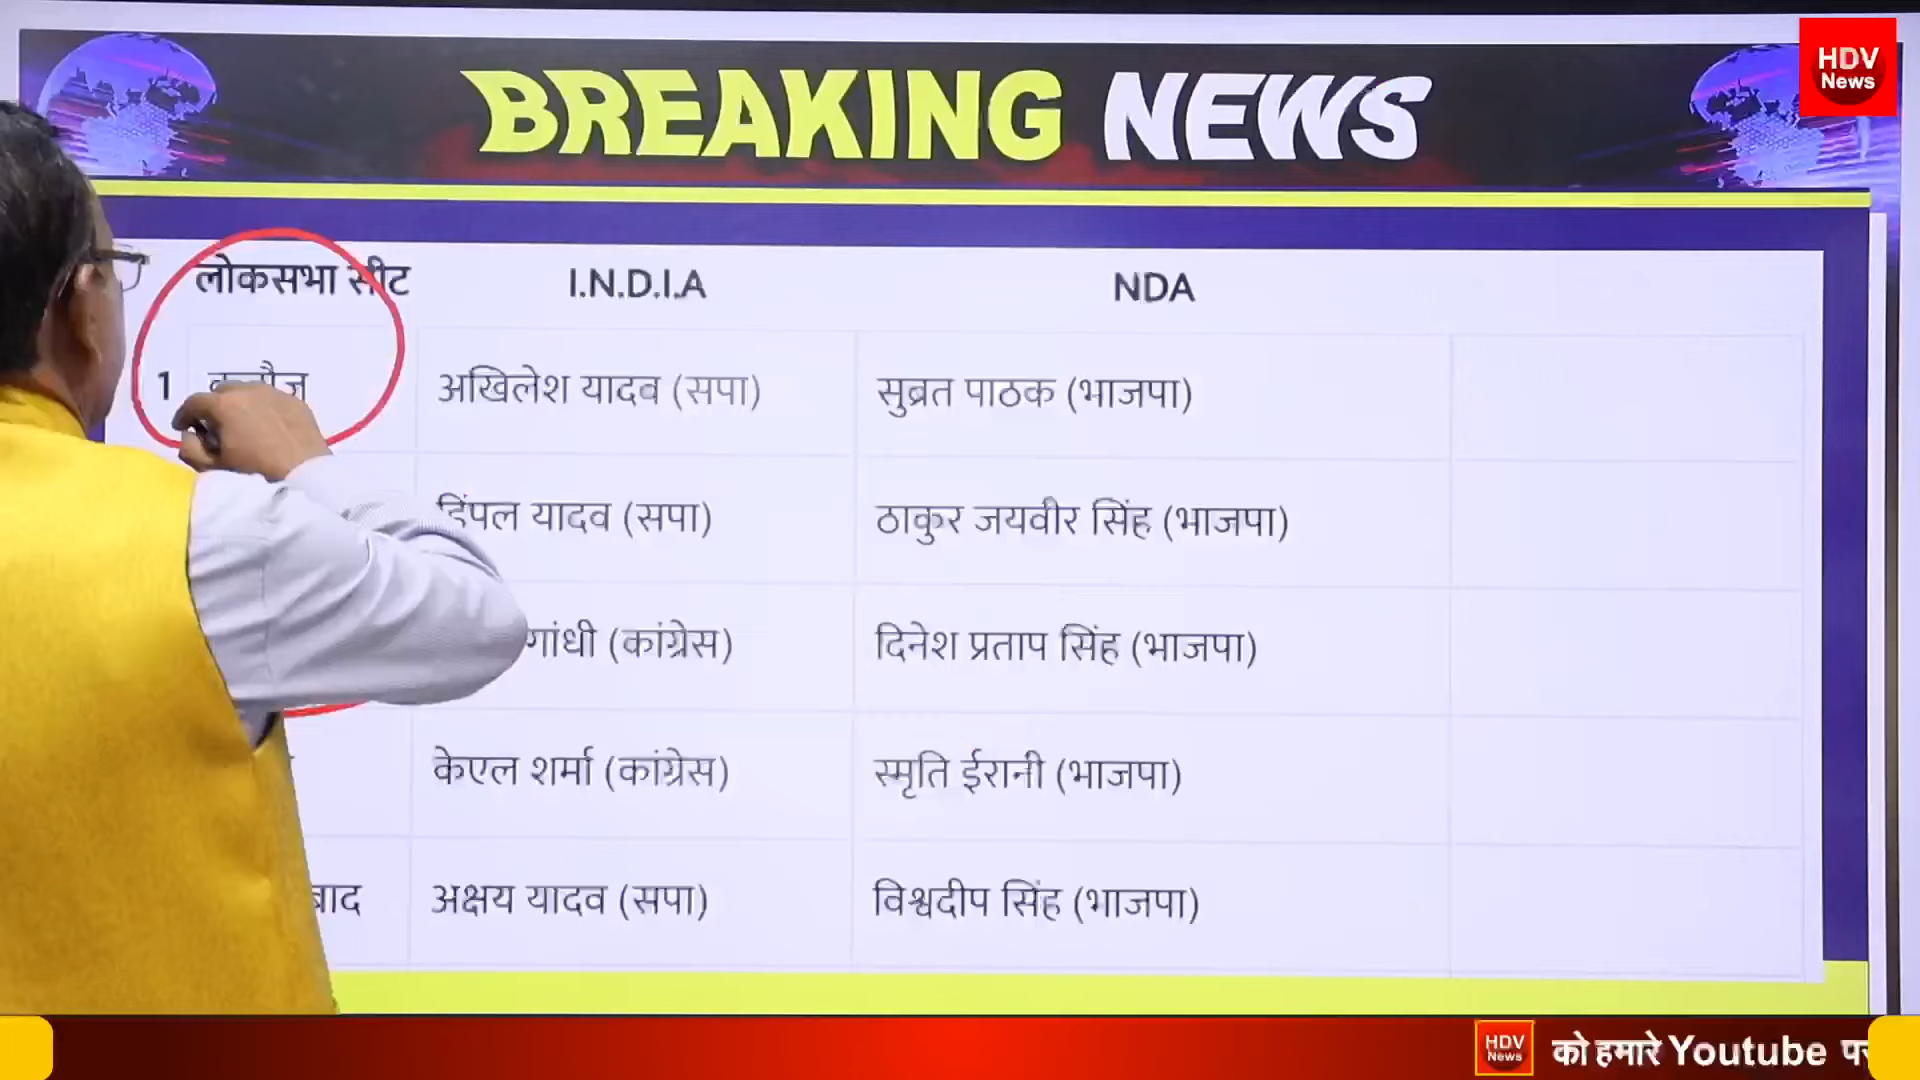 HDV
News
BREAKING NEWS
लोकसभा सीट I.N.D.I.A NDA
1 अखिलेश यादव (सपा) सुब्रत पाठक (भाजपा)
डिंपल यादव (सपा) ठाकुर जयवीर सिंह (भाजपा)
गांधी (कांग्रेस) दिनेश प्रताप सिंह (भाजपा)
केएल शर्मा (कांग्रेस) स्मृति ईरानी (भाजपा)
बाद अक्षय यादव (सपा) विश्वदीप सिंह (भाजपा)
HDV
News
को हमारे Youtube